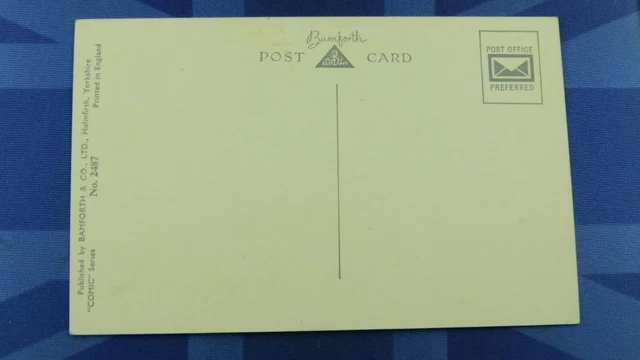 Bamforth
POST CARD
POST OFFICE
PREFERRED
Published by BAMFORTH & CO., LTD., Holmfirth, Yorkshire
"COMIC" Series No. 2487 Printed in England